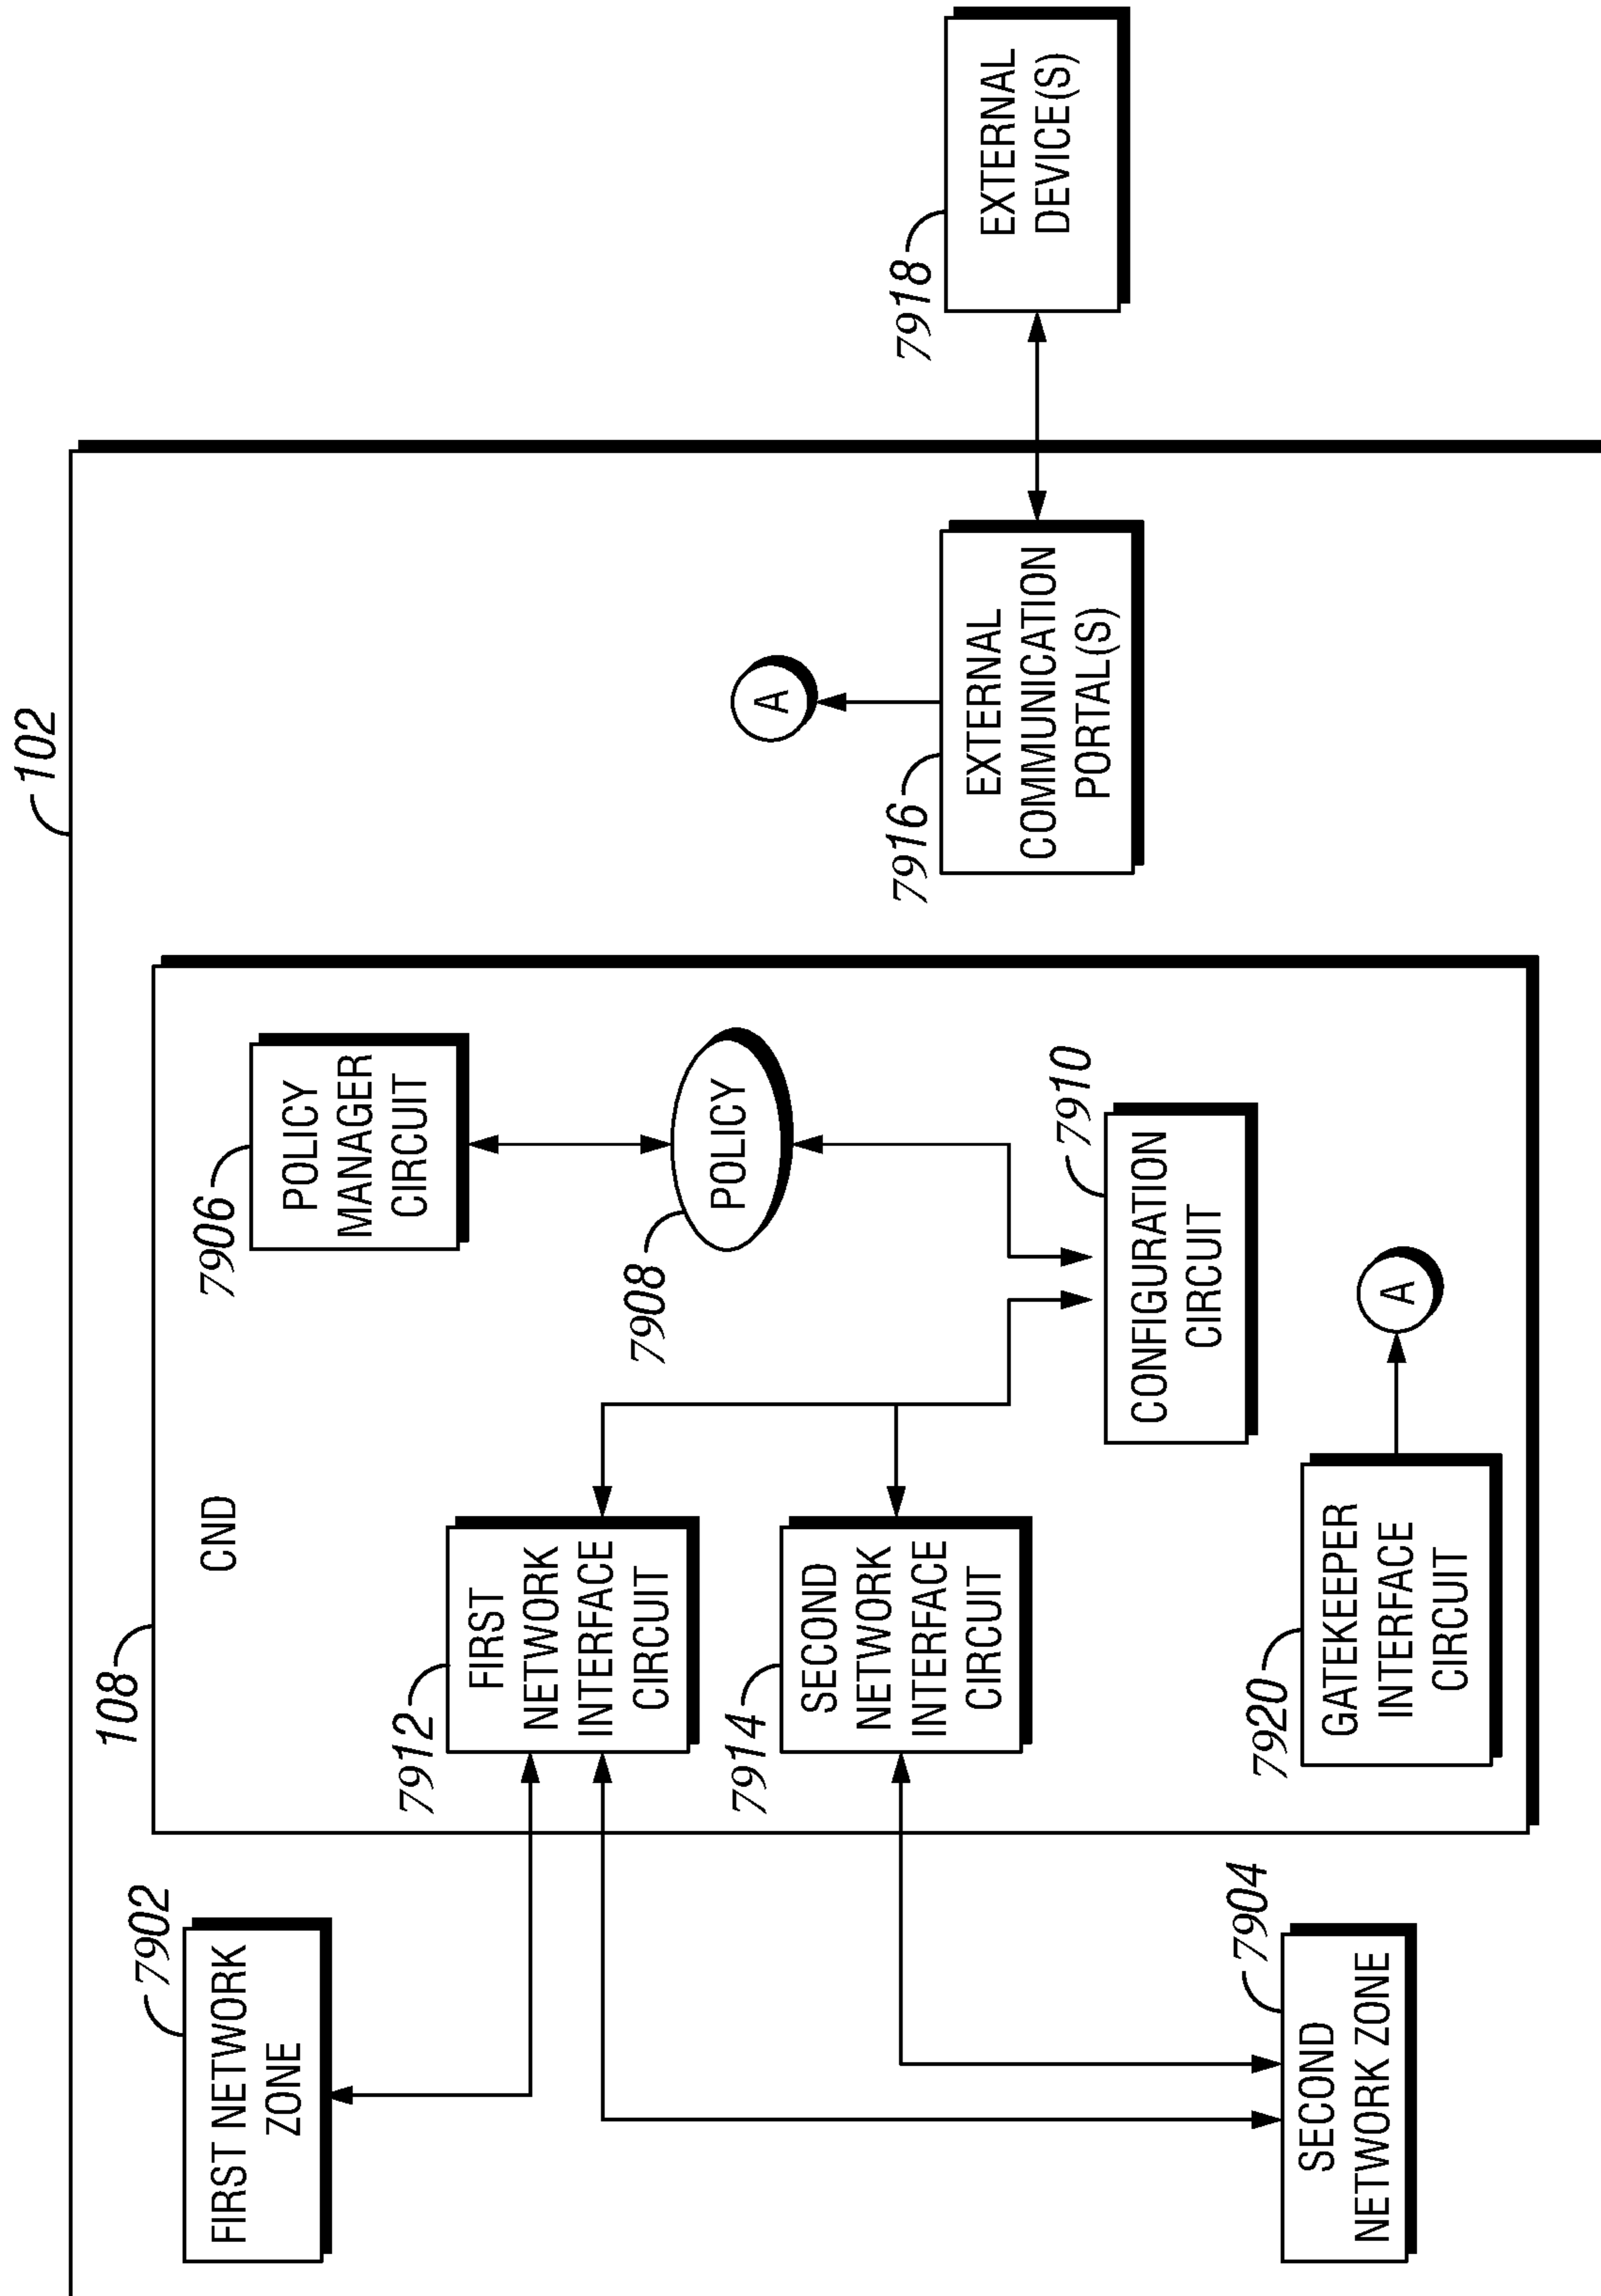 102
108
CND
7902
FIRST NETWORK
ZONE
7904
SECOND
NETWORK ZONE
7906
POLICY
MANAGER
CIRCUIT
7908
POLICY
7910
CONFIGURATION
CIRCUIT
7912
FIRST
NETWORK
INTERFACE
CIRCUIT
7914
SECOND
NETWORK
INTERFACE
CIRCUIT
7920
GATEKEEPER
INTERFACE
CIRCUIT
A
A
7916
EXTERNAL
COMMUNICATION
PORTAL(S)
7918
EXTERNAL
DEVICE(S)